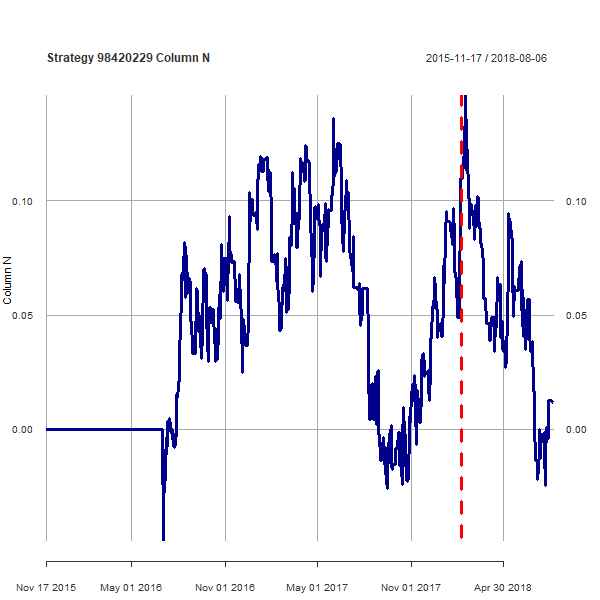 Strategy 98420229 Column N
2015-11-17 / 2018-08-06
Column N
0.10
0.10
0.05
0.05
0.00
0.00
Nov 17 2015
May 01 2016
Nov 01 2016
May 01 2017
Nov 01 2017
Apr 30 2018